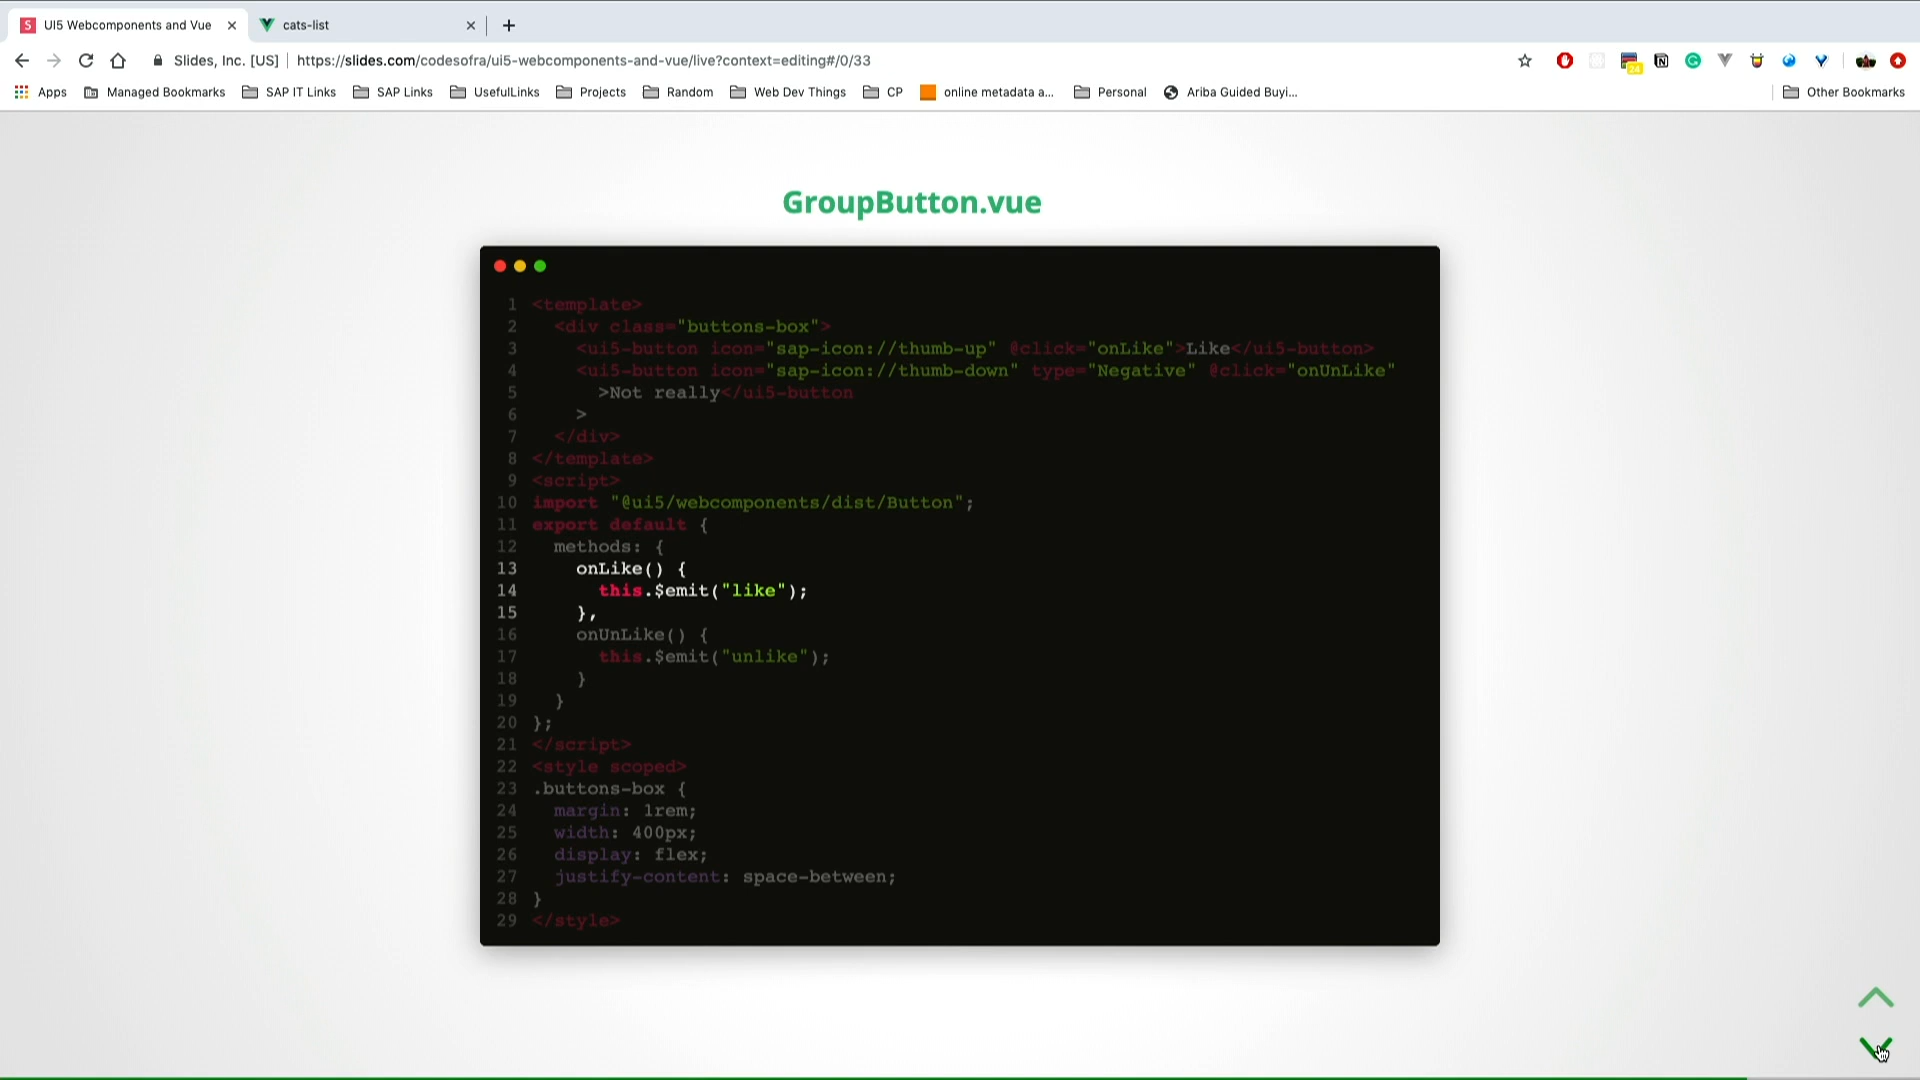 UI5 Webcomponents and Vue
cats-list
Slides, Inc. [US] https://slides.com/codesofra/ui5-webcomponents-and-vue/live?context=editing#/0/33
24
Apps Managed Bookmarks SAP IT Links SAP Links UsefulLinks Projects Random Web Dev Things CP online metadata a... Personal Ariba Guided Buyi... Other Bookmarks
GroupButton.vue
1 <template>
2 <div class="buttons-box">
3 <ui5-button icon="sap-icon://thumb-up" @click="onLike">Like</ui5-button>
4 <ui5-button icon="sap-icon://thumb-down" type="Negative" @click="onUnLike"
5 >Not really</ui5-button
6 >
7 </div>
8 </template>
9 <script>
10 import "@ui5/webcomponents/dist/Button";
11 export default {
12 methods: {
13 onLike() {
14 this.$emit("like");
15 },
16 onUnLike() {
17 this.$emit("unlike");
18 }
19 }
20 };
21 </script>
22 <style scoped>
23 .buttons-box {
24 margin: 1rem;
25 width: 400px;
26 display: flex;
27 justify-content: space-between;
28 }
29 </style>